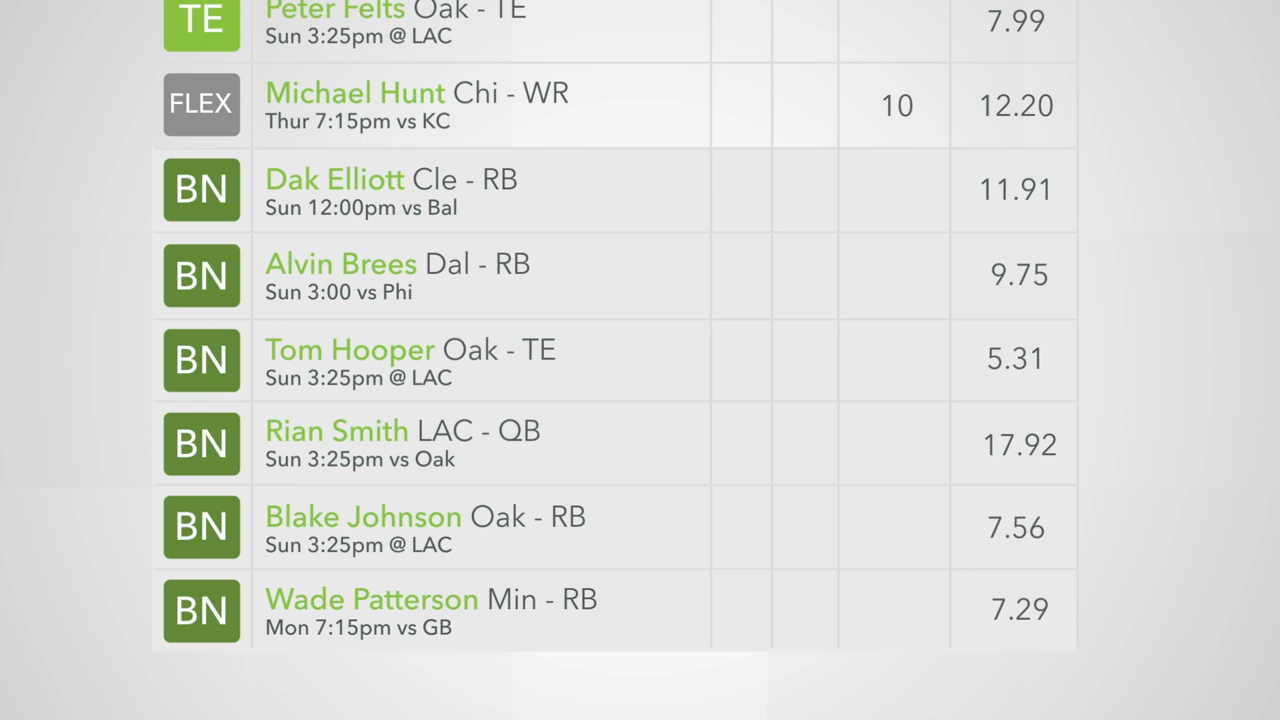 TE
Peter Felts Oak - TE
Sun 3:25pm @ LAC
7.99
FLEX
Michael Hunt Chi - WR
Thur 7:15pm vs KC
10
12.20
BN
Dak Elliott Cle - RB
Sun 12:00pm vs Bal
11.91
BN
Alvin Brees Dal - RB
Sun 3:00 vs Phi
9.75
BN
Tom Hooper Oak - TE
Sun 3:25pm @ LAC
5.31
BN
Rian Smith LAC - QB
Sun 3:25pm vs Oak
17.92
BN
Blake Johnson Oak - RB
Sun 3:25pm @ LAC
7.56
BN
Wade Patterson Min - RB
Mon 7:15pm vs GB
7.29